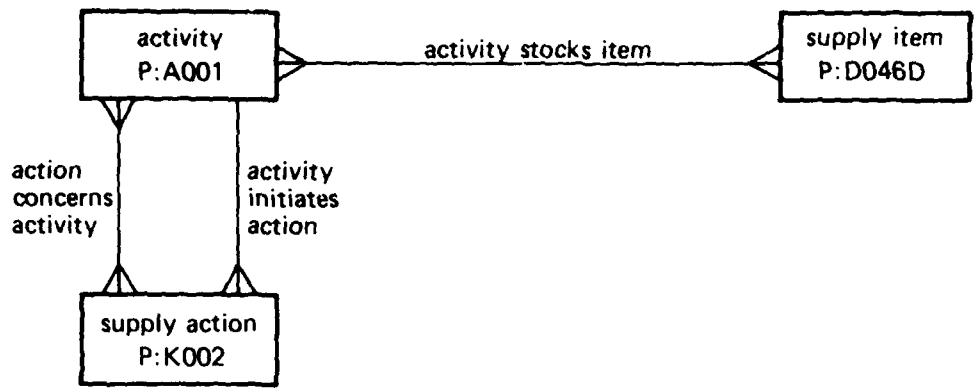 activity
P:A001
activity stocks item
supply item
P:D046D
action
concerns
activity
activity
initiates
action
supply action
P:K002